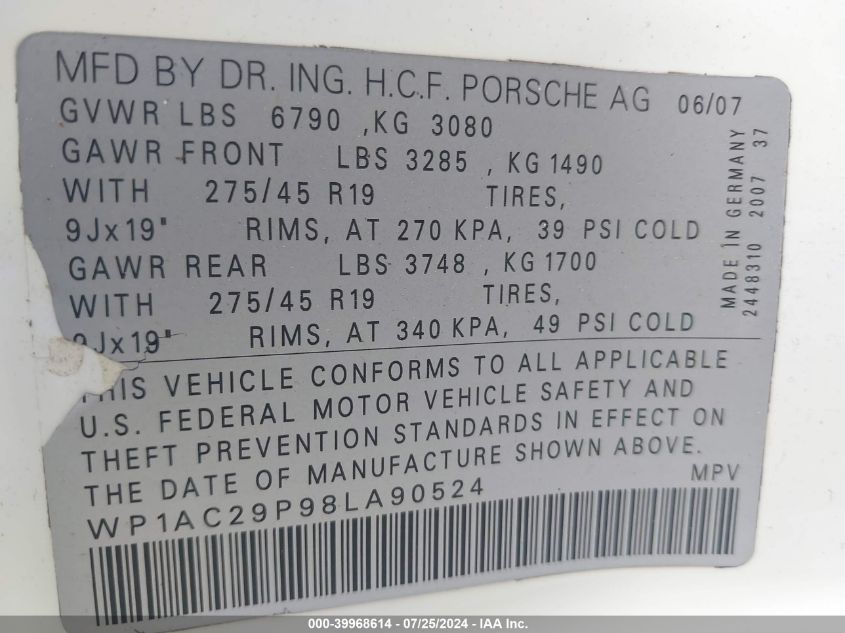 MFD BY DR. ING. H.C.F. PORSCHE AG 06/07
GVWR LBS 6790 ,KG 3080
GAWR FRONT LBS 3285 , KG 1490
WITH 275/45 R19 TIRES,
9Jx19" RIMS, AT 270 KPA, 39 PSI COLD
GAWR REAR LBS 3748 , KG 1700
WITH 275/45 R19 TIRES,
9Jx19" RIMS, AT 340 KPA, 49 PSI COLD
THIS VEHICLE CONFORMS TO ALL APPLICABLE
U.S. FEDERAL MOTOR VEHICLE SAFETY AND
THEFT PREVENTION STANDARDS IN EFFECT ON
THE DATE OF MANUFACTURE SHOWN ABOVE.
MPV
WP1AC29P98LA90524
MADE IN GERMANY
2448310 2007 37
000-39968614 - 07/25/2024 - IAA Inc.